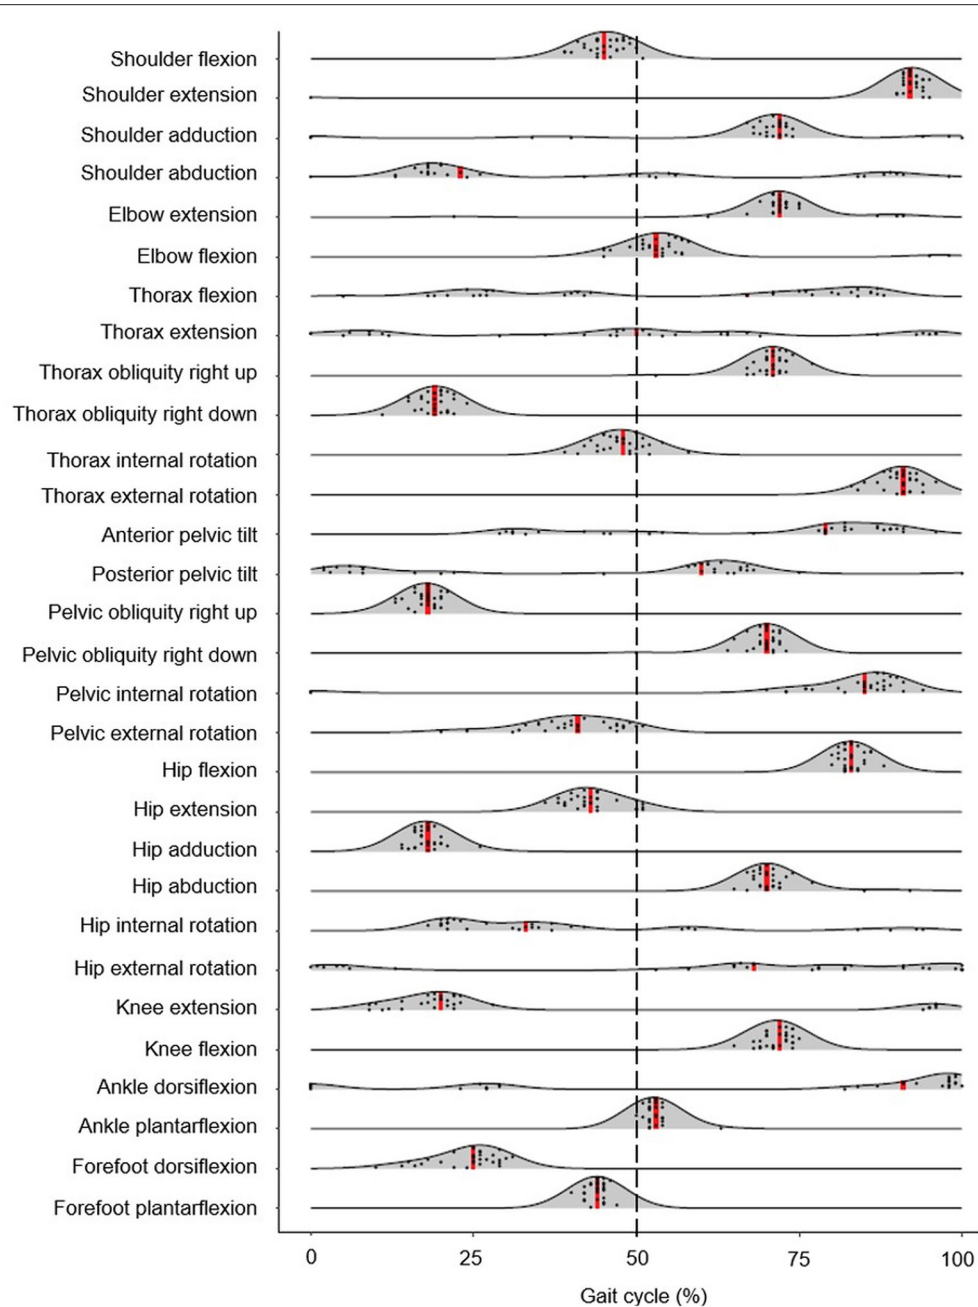 Shoulder flexion
Shoulder extension
Shoulder adduction
Shoulder abduction
Elbow extension
Elbow flexion
Thorax flexion
Thorax extension
Thorax obliquity right up
Thorax obliquity right down
Thorax internal rotation
Thorax external rotation
Anterior pelvic tilt
Posterior pelvic tilt
Pelvic obliquity right up
Pelvic obliquity right down
Pelvic internal rotation
Pelvic external rotation
Hip flexion
Hip extension
Hip adduction
Hip abduction
Hip internal rotation
Hip external rotation
Knee extension
Knee flexion
Ankle dorsiflexion
Ankle plantarflexion
Forefoot dorsiflexion
Forefoot plantarflexion
0 25 50 75 100
Gait cycle (%)